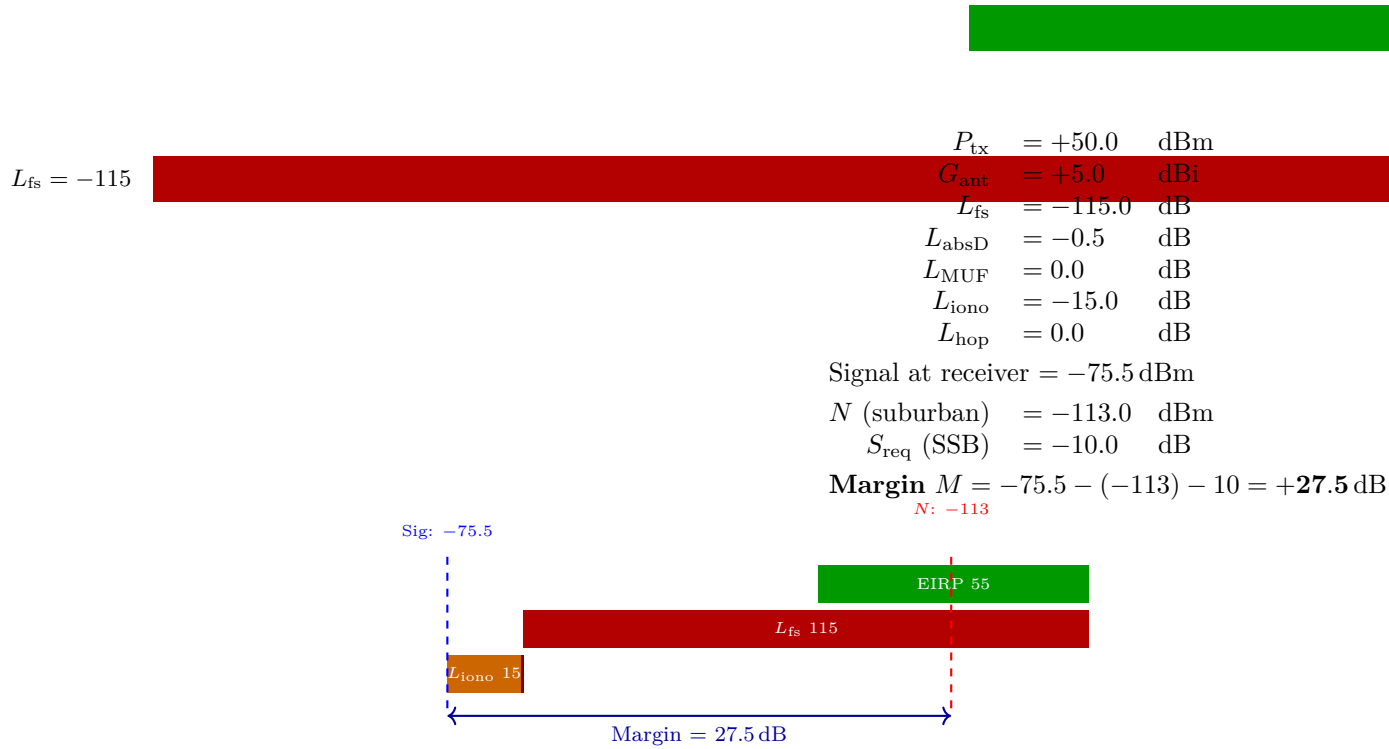 P_tx = +50.0 dBm
L_fs = −115
G_ant = +5.0 dBi
L_fs = −115.0 dB
L_absD = −0.5 dB
L_MUF = 0.0 dB
L_iono = −15.0 dB
L_hop = 0.0 dB
Signal at receiver = −75.5 dBm
N (suburban) = −113.0 dBm
S_req (SSB) = −10.0 dB
Margin M = −75.5 − (−113) − 10 = +27.5 dB
N: −113
Sig: −75.5
EIRP 55
L_fs 115
L_iono 15
Margin = 27.5 dB